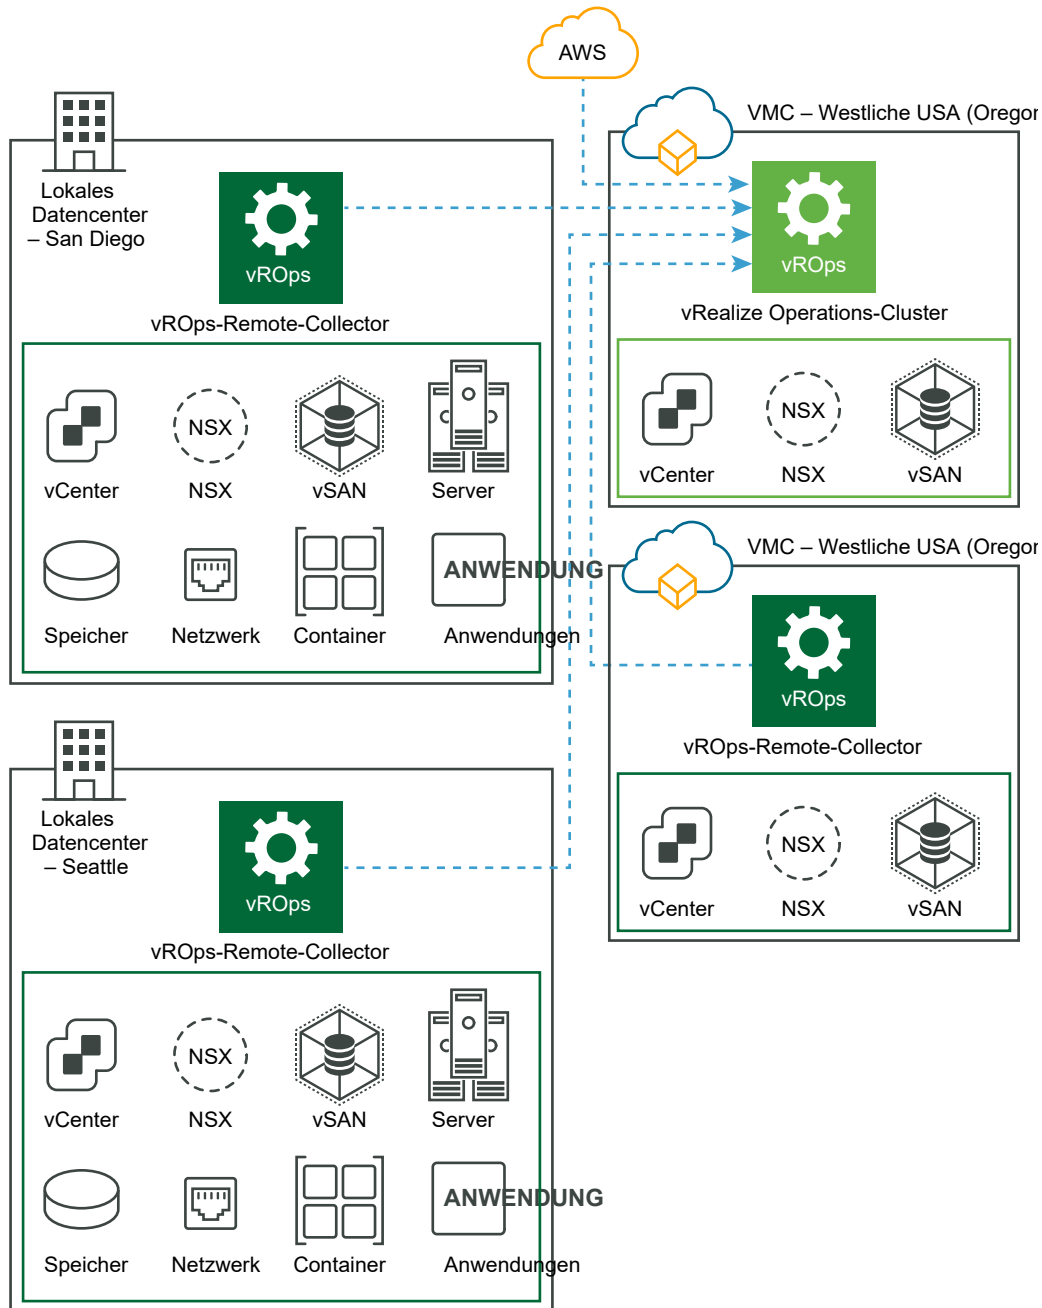 AWS
VMC – Westliche USA (Oregon
Lokales
Datencenter
– San Diego
vROps
vROps-Remote-Collector
vROps
vRealize Operations-Cluster
NSX
vCenter
NSX
vSAN
Server
ANWENDUNG
Speicher
Netzwerk
Container
Anwendungen
NSX
vCenter
NSX
vSAN
VMC – Westliche USA (Oregon
vROps
vROps-Remote-Collector
NSX
vCenter
NSX
vSAN
Lokales
Datencenter
– Seattle
vROps
vROps-Remote-Collector
NSX
vCenter
NSX
vSAN
Server
ANWENDUNG
Speicher
Netzwerk
Container
Anwendungen